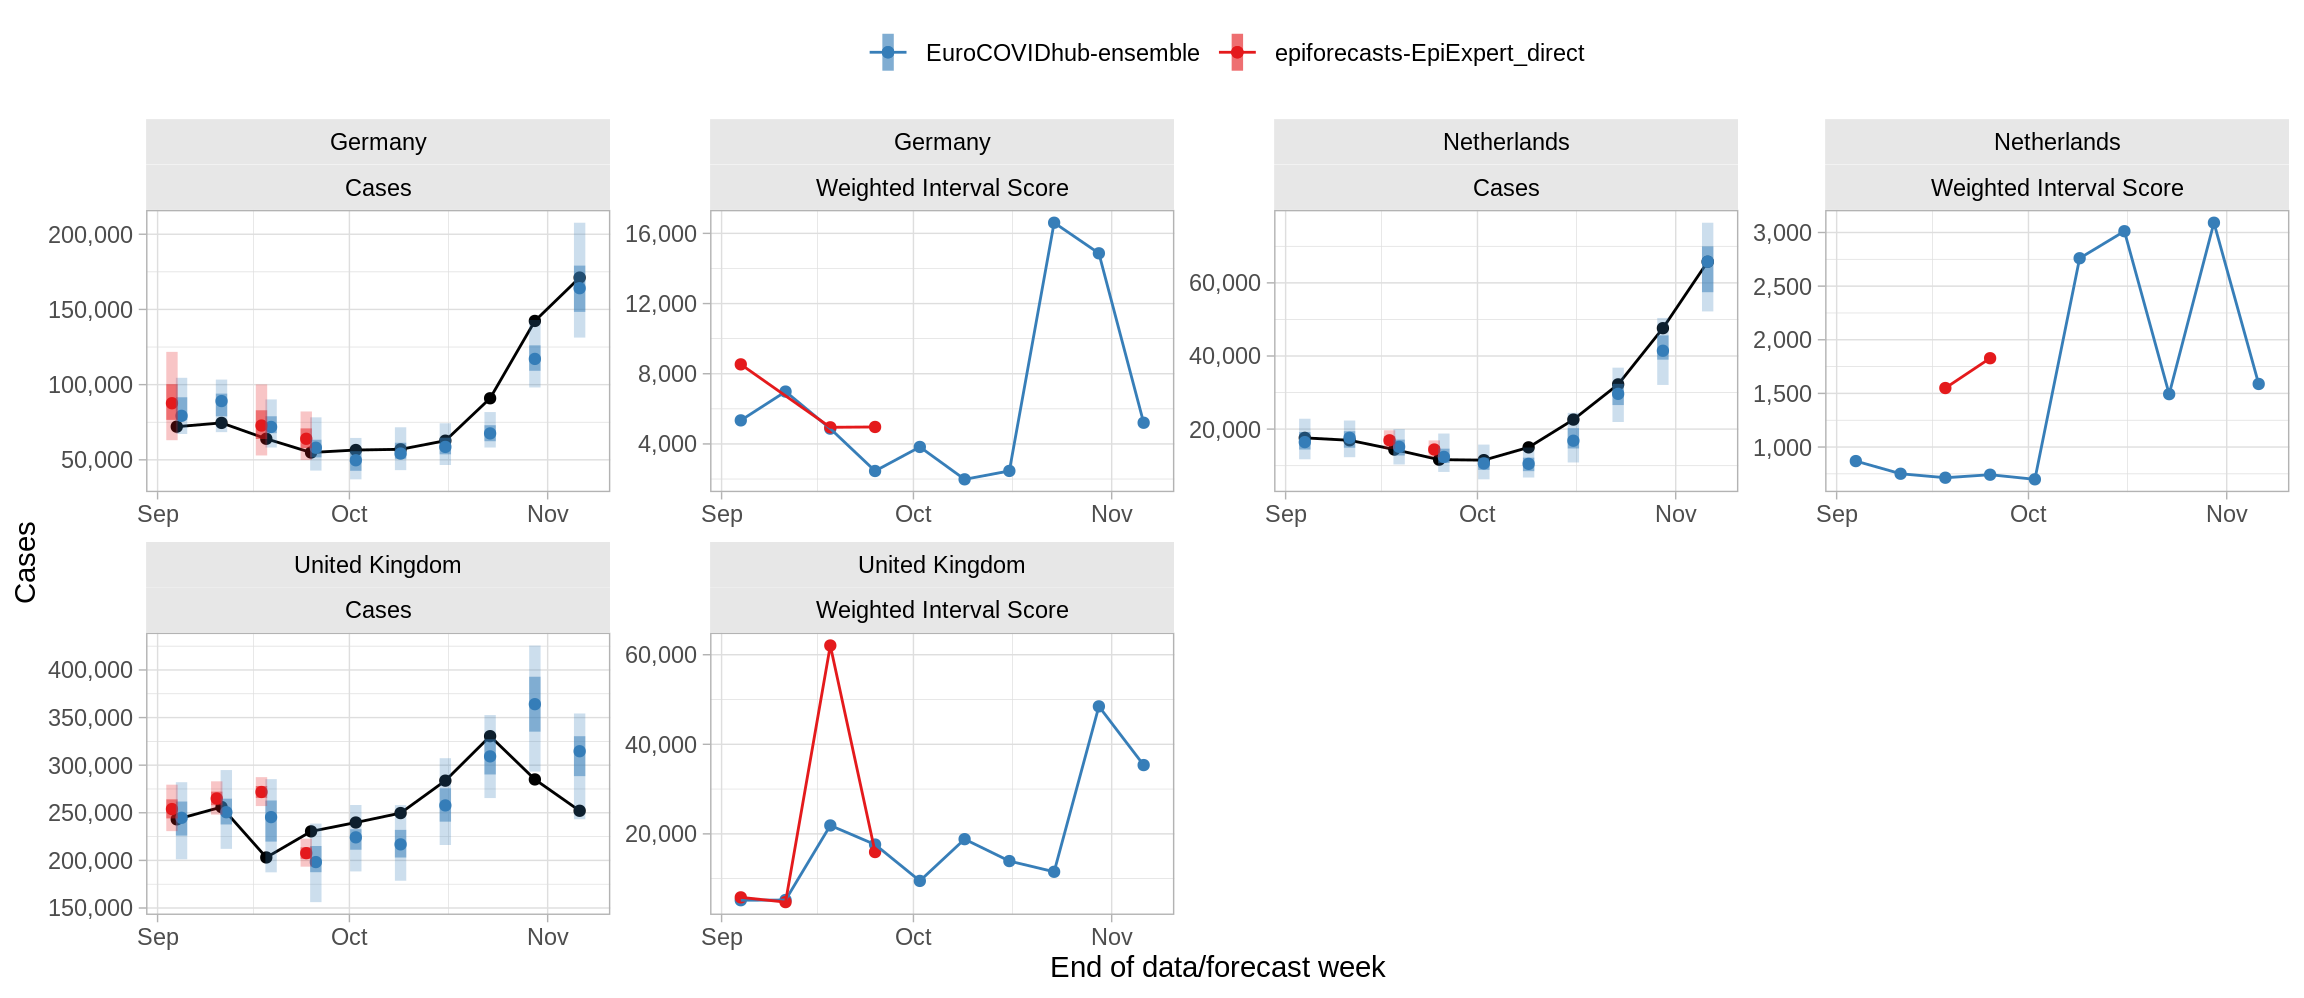 EuroCOVIDhub-ensemble epiforecasts-EpiExpert_direct
Germany Germany Netherlands Netherlands
Cases Weighted Interval Score Cases Weighted Interval Score
200,000
150,000
100,000
50,000
16,000
12,000
8,000
4,000
60,000
40,000
20,000
3,000
2,500
2,000
1,500
1,000
Sep Oct Nov Sep Oct Nov Sep Oct Nov Sep Oct Nov
Cases
United Kingdom United Kingdom
Cases Weighted Interval Score
400,000
350,000
300,000
250,000
200,000
150,000
60,000
40,000
20,000
Sep Oct Nov Sep Oct Nov
End of data/forecast week